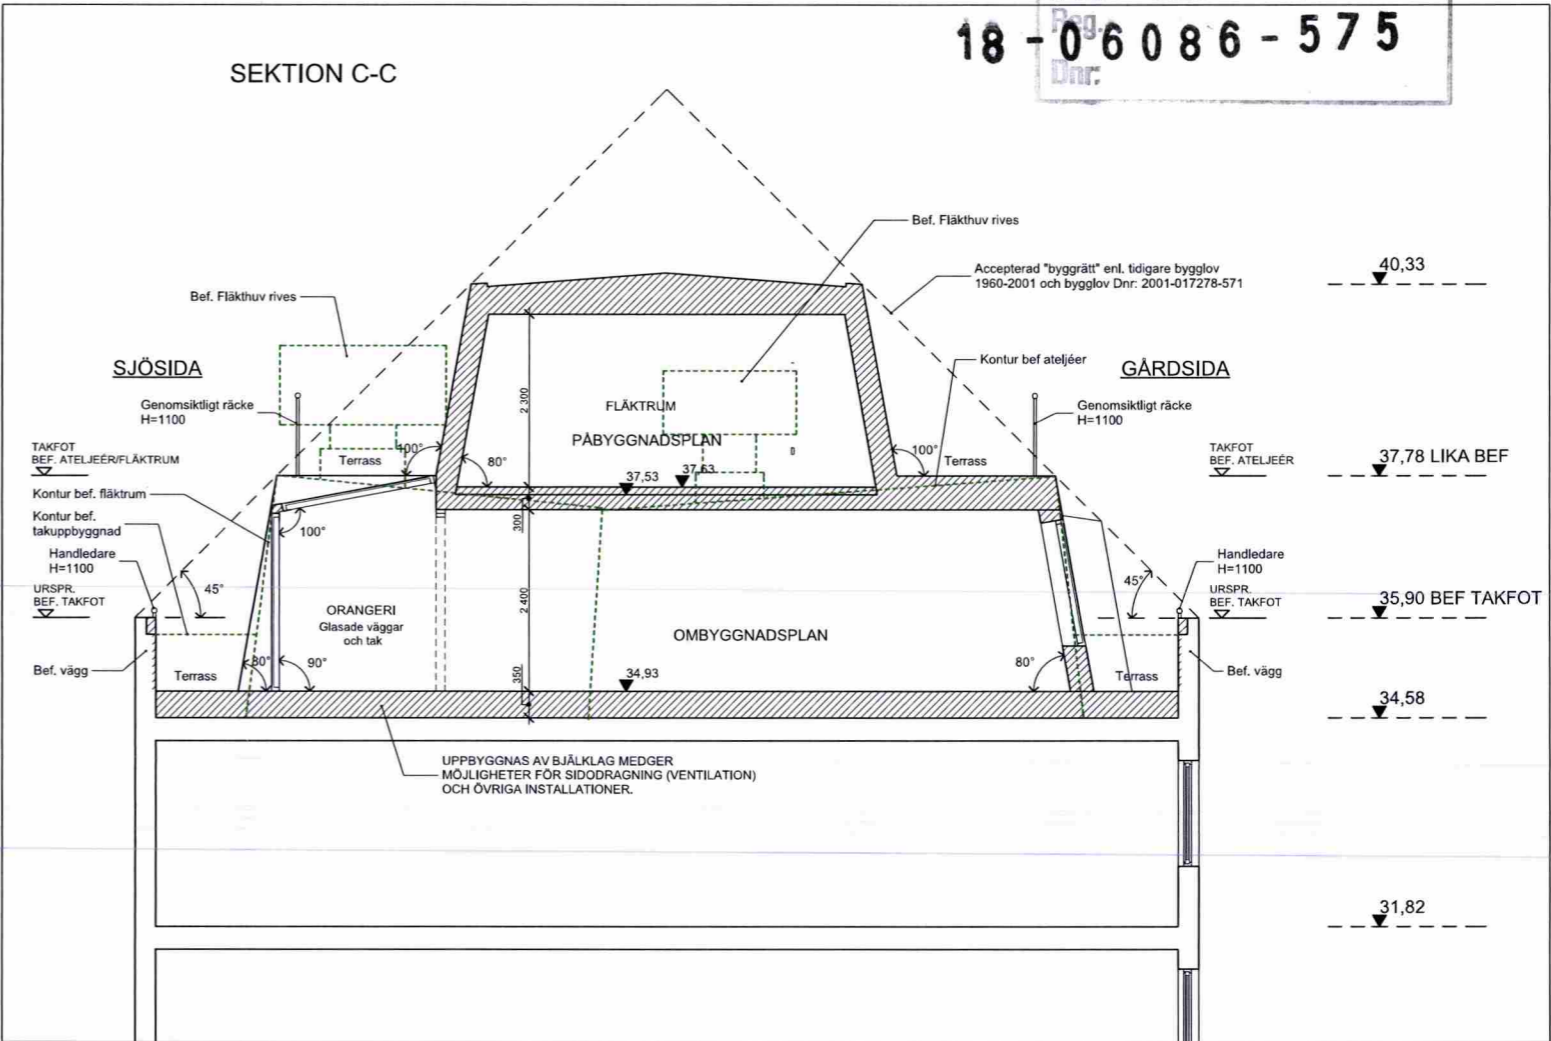 Reg.
18-06086-575
Dnr:
SEKTION C-C
Bef. Fläkthuv rives
Accepterad "byggrätt" enl. tidigare bygglov
1960-2001 och bygglov Dnr: 2001-017278-571
40,33
Bef. Fläkthuv rives
SJÖSIDA
Kontur bef ateljéer
GÅRDSIDA
Genomsiktligt räcke
H=1100
2 300
FLÄKTRUM
PÅBYGGNADSPLAN
Genomsiktligt räcke
H=1100
TAKFOT
BEF. ATELJEÉR/FLÄKTRUM
Terrass
100°
80°
37,53
37,63
100°
Terrass
TAKFOT
BEF. ATELJEÉR
37,78 LIKA BEF
Kontur bef. fläktrum
Kontur bef.
takuppbyggnad
100°
300
Handledare
H=1100
45°
URSPR.
BEF. TAKFOT
ORANGERI
Glasade väggar
och tak
2 400
OMBYGGNADSPLAN
45°
Handledare
H=1100
URSPR.
BEF. TAKFOT
35,90 BEF TAKFOT
Bef. vägg
Terrass
80°
90°
350
34,93
80°
Terrass
Bef. vägg
34,58
UPPBYGGNAS AV BJÄLKLAG MEDGER
MÖJLIGHETER FÖR SIDODRAGNING (VENTILATION)
OCH ÖVRIGA INSTALLATIONER.
31,82